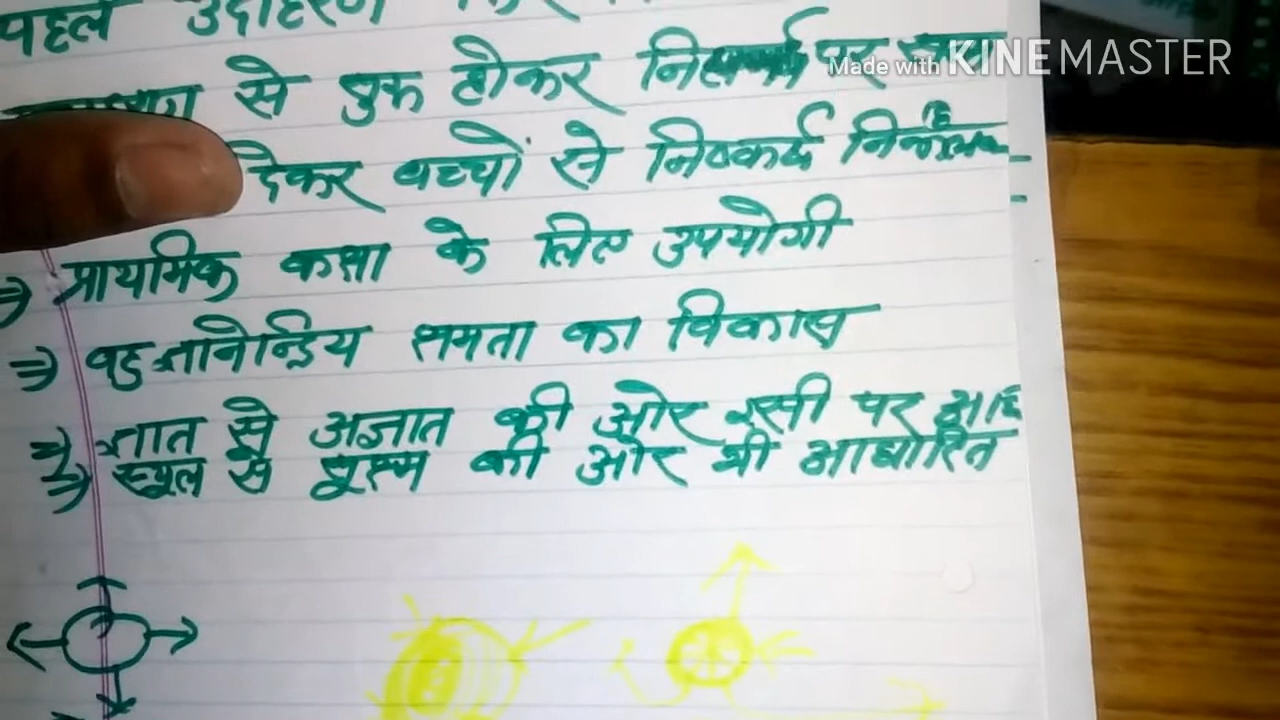 पहले उदाहरण फिर
से शुरू होकर निष्कर्ष पर
Made with KINEMASTER
देकर बच्चों से निष्कर्ष
⇒ प्राथमिक कक्षा के लिए उपयोगी
⇒ बहु ज्ञानेन्द्रिय क्षमता का विकास
⇒ ज्ञात से अज्ञात की ओर इसी पर
⇒ स्थूल से सूक्ष्म की ओर भी आधारित